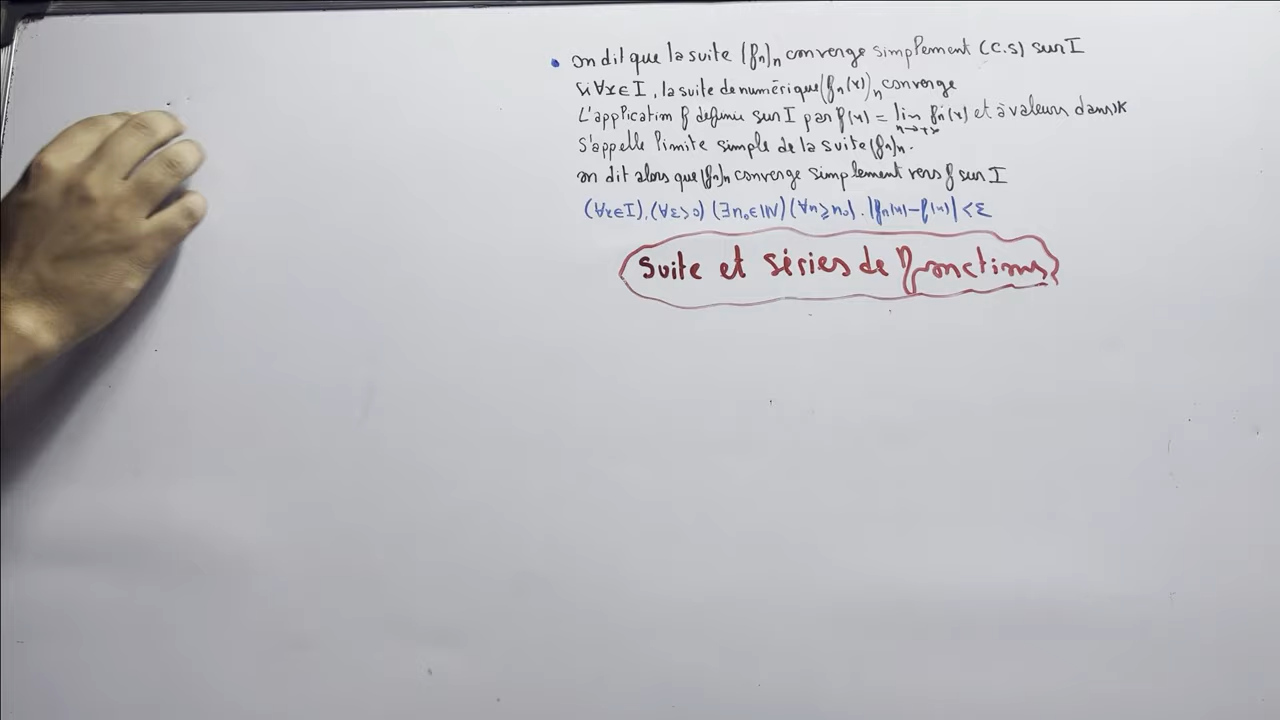 • on dit que la suite (fn)n converge simplement (C.S) sur I
si ∀x∈I, la suite de numérique (fn(x))n converge
L'application f definie sur I par f(x) = lim n→+∞ fn(x) et à valeurs dans IK
s'appelle limite simple de la suite (fn)n.
on dit alors que (fn)n converge simplement vers f sur I
(∀x∈I), (∀ε>0) (∃n₀∈IN) (∀n≥n₀). |fn(x)-f(x)| <ε
Suite et séries de fonctions